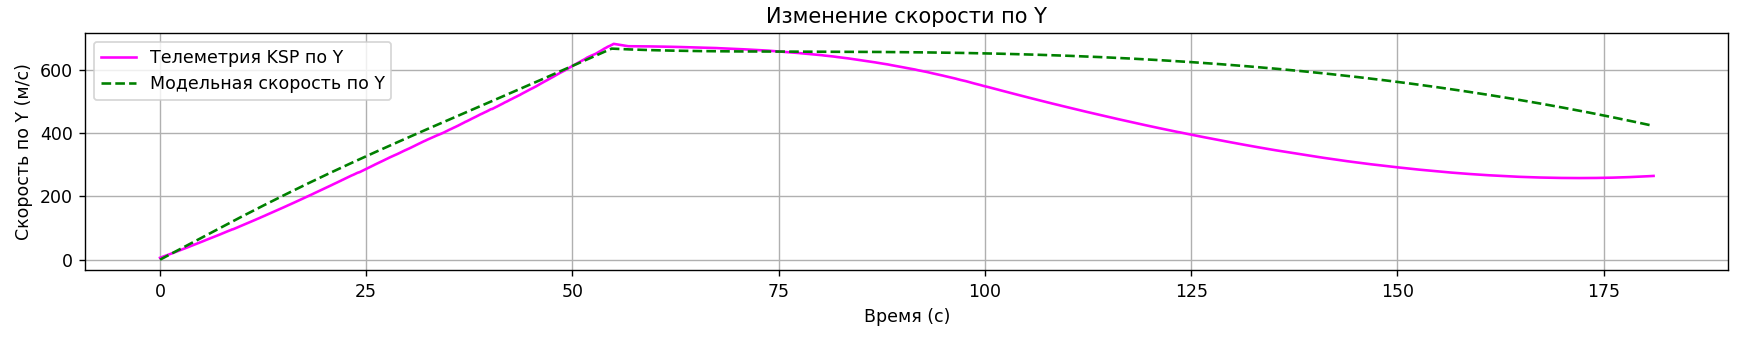 Изменение скорости по Y
Скорость по Y (м/с)
Телеметрия KSP по Y
Модельная скорость по Y
600
400
200
0
0 25 50 75 100 125 150 175
Время (с)